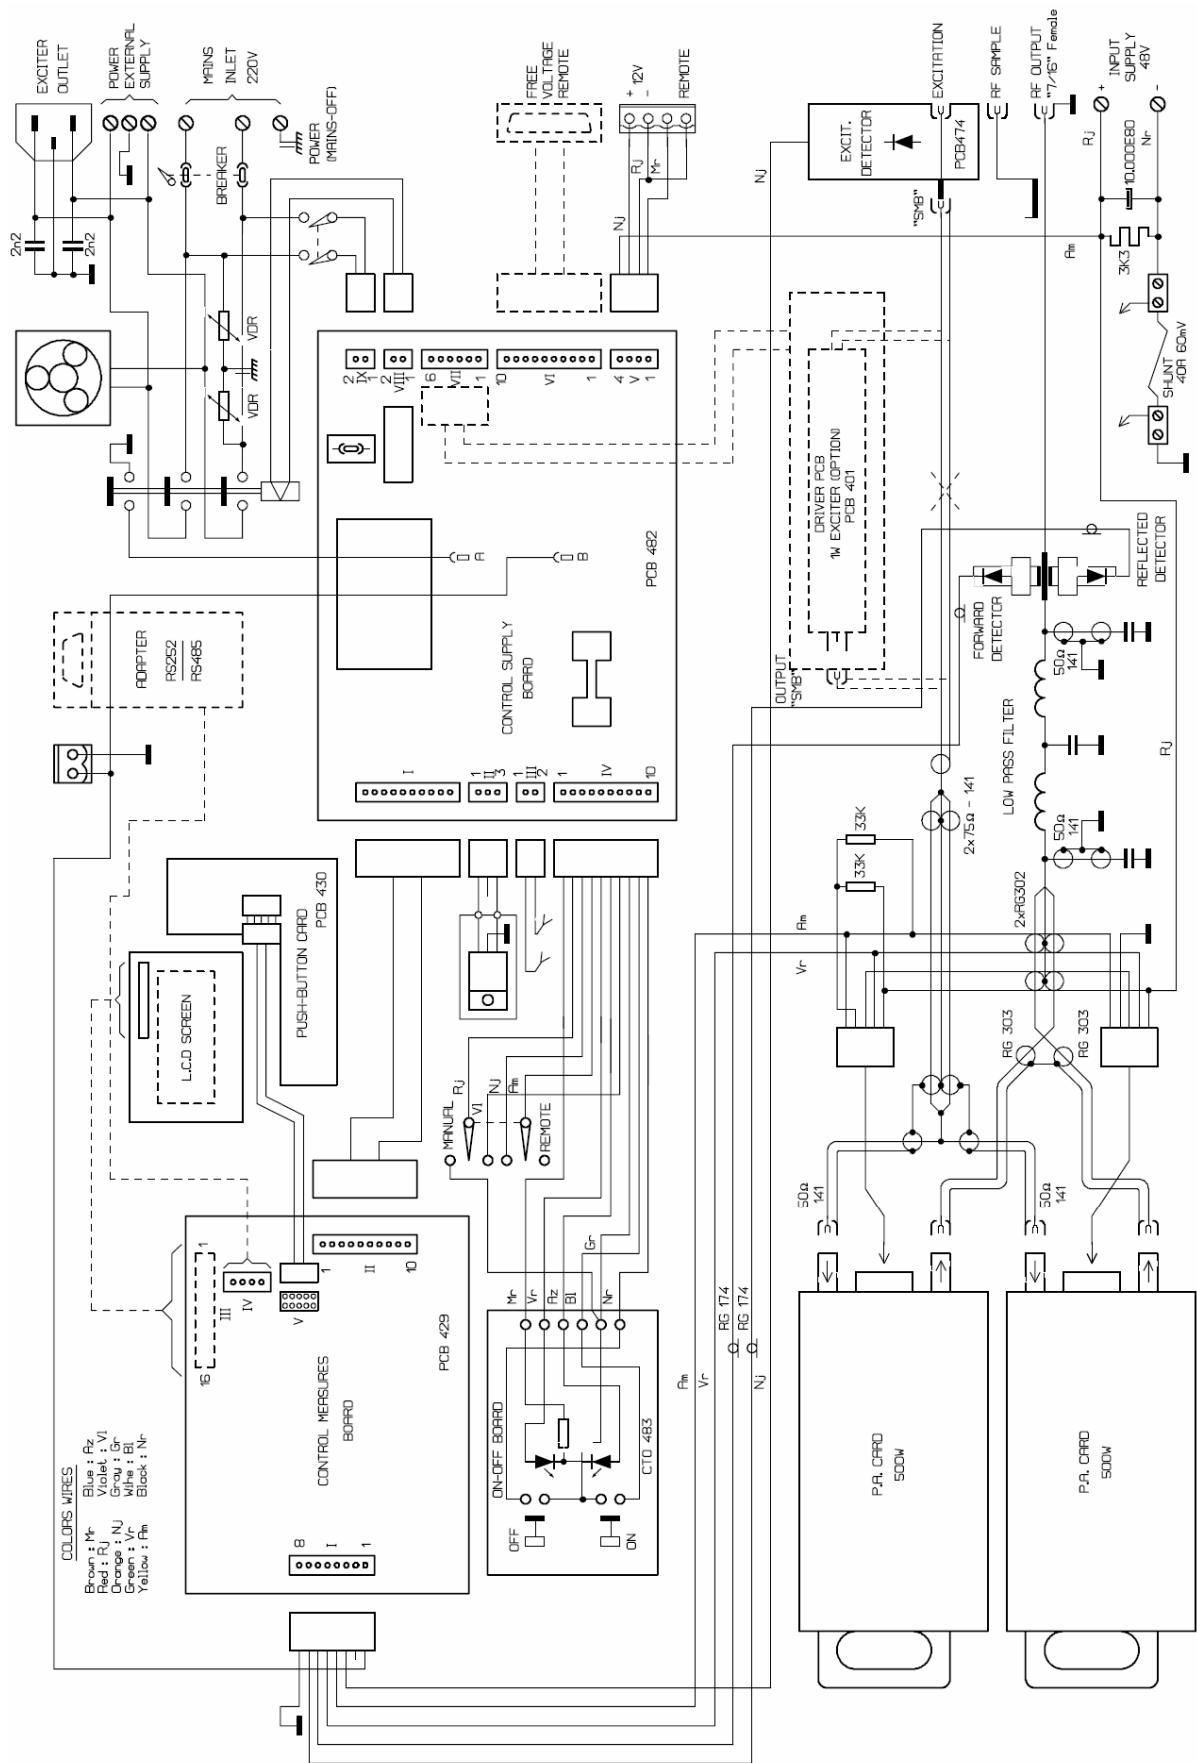 EXCITER
OUTLET
POWER
EXTERNAL
SUPPLY
MAINS
INLET
220V
2n2
2n2
BREAKER
POWER
(MAINS-OFF)
VDR
VDR
FREE
VOLTAGE
REMOTE
+ 12V
-
REMOTE
Rj
Mr
Nj
Nj
EXCIT.
DETECTOR
PCB474
EXCITATION
RF SAMPLE
RF OUTPUT
"7/16" Female
INPUT
SUPPLY
48V
+
-
Rj
Nr
10.000E80
3K3
Am
"SMB"
SHUNT
40A 60mV
2
IX
1
2
VIII
1
6
VII
1
10
VI
1
4
V
1
A
B
PCB 482
CONTROL SUPPLY
BOARD
I
1
II
3
1
III
2
1
IV
10
DRIVER PCB
1W EXCITER (OPTION)
PCB 401
OUTPUT
"SMB"
FORWARD
DETECTOR
REFLECTED
DETECTOR
50Ω
141
LOW PASS FILTER
50Ω
141
Rj
2x75Ω - 141
33K
33K
2xRG302
Am
Vr
RG 303
RG 303
ADAPTER
RS252
RS485
PCB 430
PUSH-BUTTON CARD
L.C.D SCREEN
MANUAL
Rj
Vl
Nj
Am
REMOTE
1
16
III
IV
V
1
II
10
PCB 429
CONTROL MEASURES
BOARD
8
I
1
Mr
Vr
Az
Bl
Gr
Nr
ON-OFF BOARD
CTO 483
OFF
ON
RG 174
RG 174
Am
Vr
Nj
50Ω
141
50Ω
141
P.A. CARD
500W
P.A. CARD
500W
COLORS WIRES
Brown : Mr
Red : Rj
Orange : Nj
Green : Vr
Yellow : Am
Blue : Az
Violet : Vl
Gray : Gr
Wihe : Bl
Black : Nr